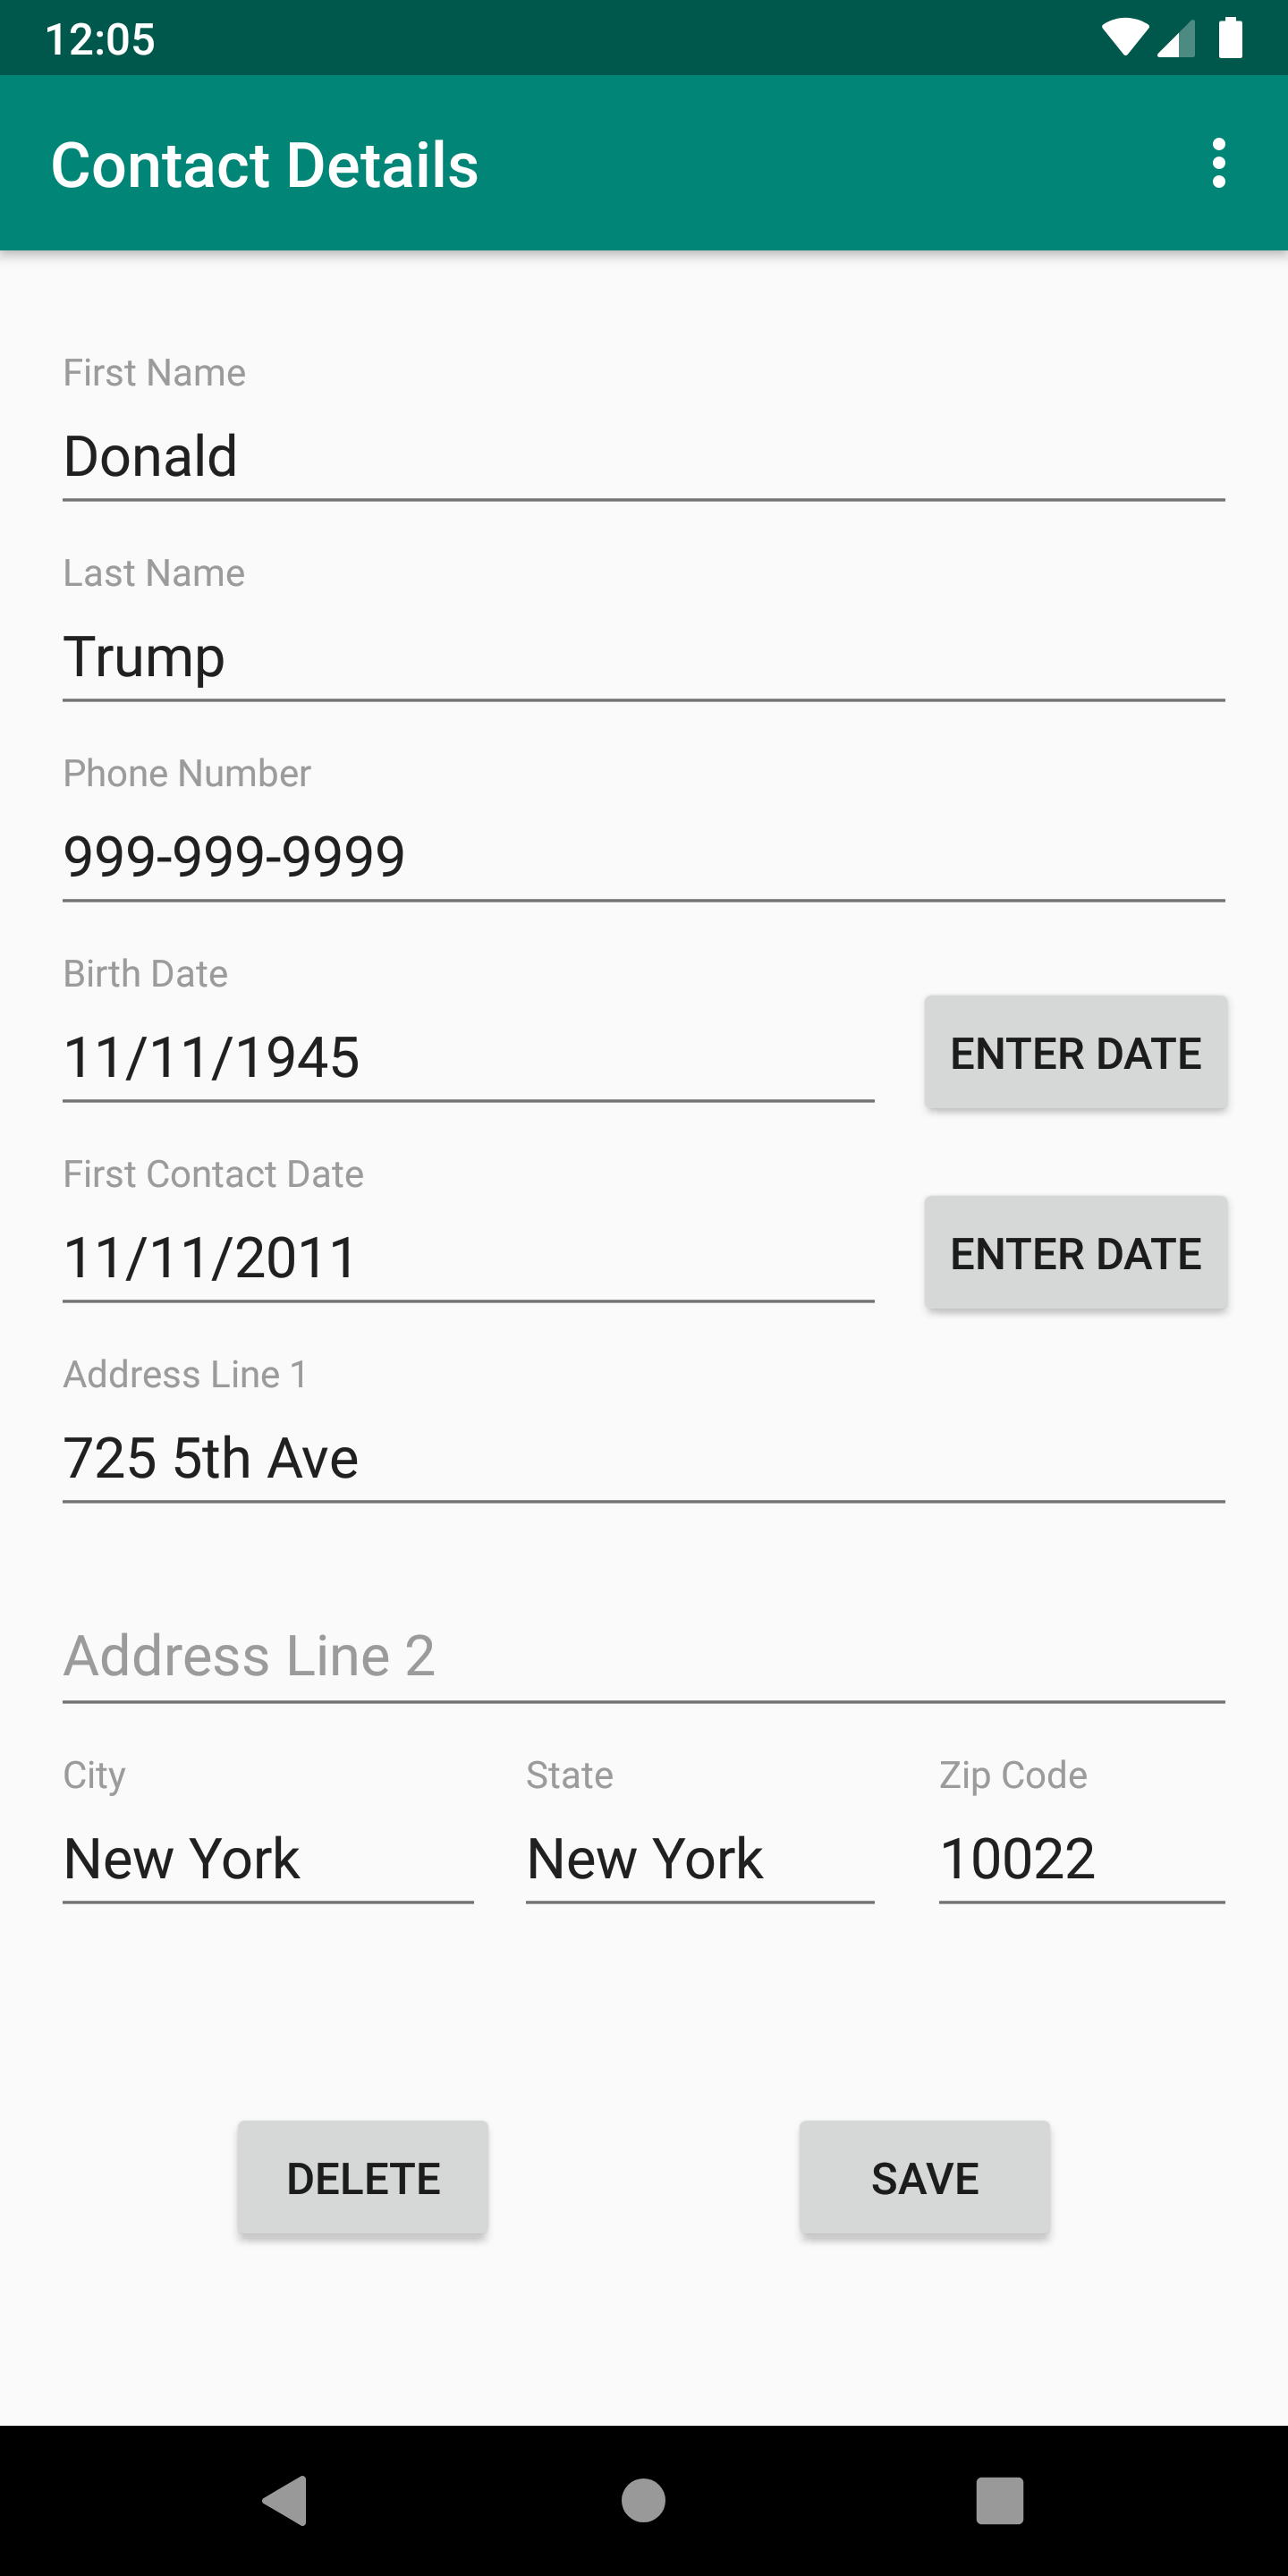 12:05
Contact Details
First Name
Donald
Last Name
Trump
Phone Number
999-999-9999
Birth Date
11/11/1945
ENTER DATE
First Contact Date
11/11/2011
ENTER DATE
Address Line 1
725 5th Ave
Address Line 2
City State Zip Code
New York New York 10022
DELETE SAVE